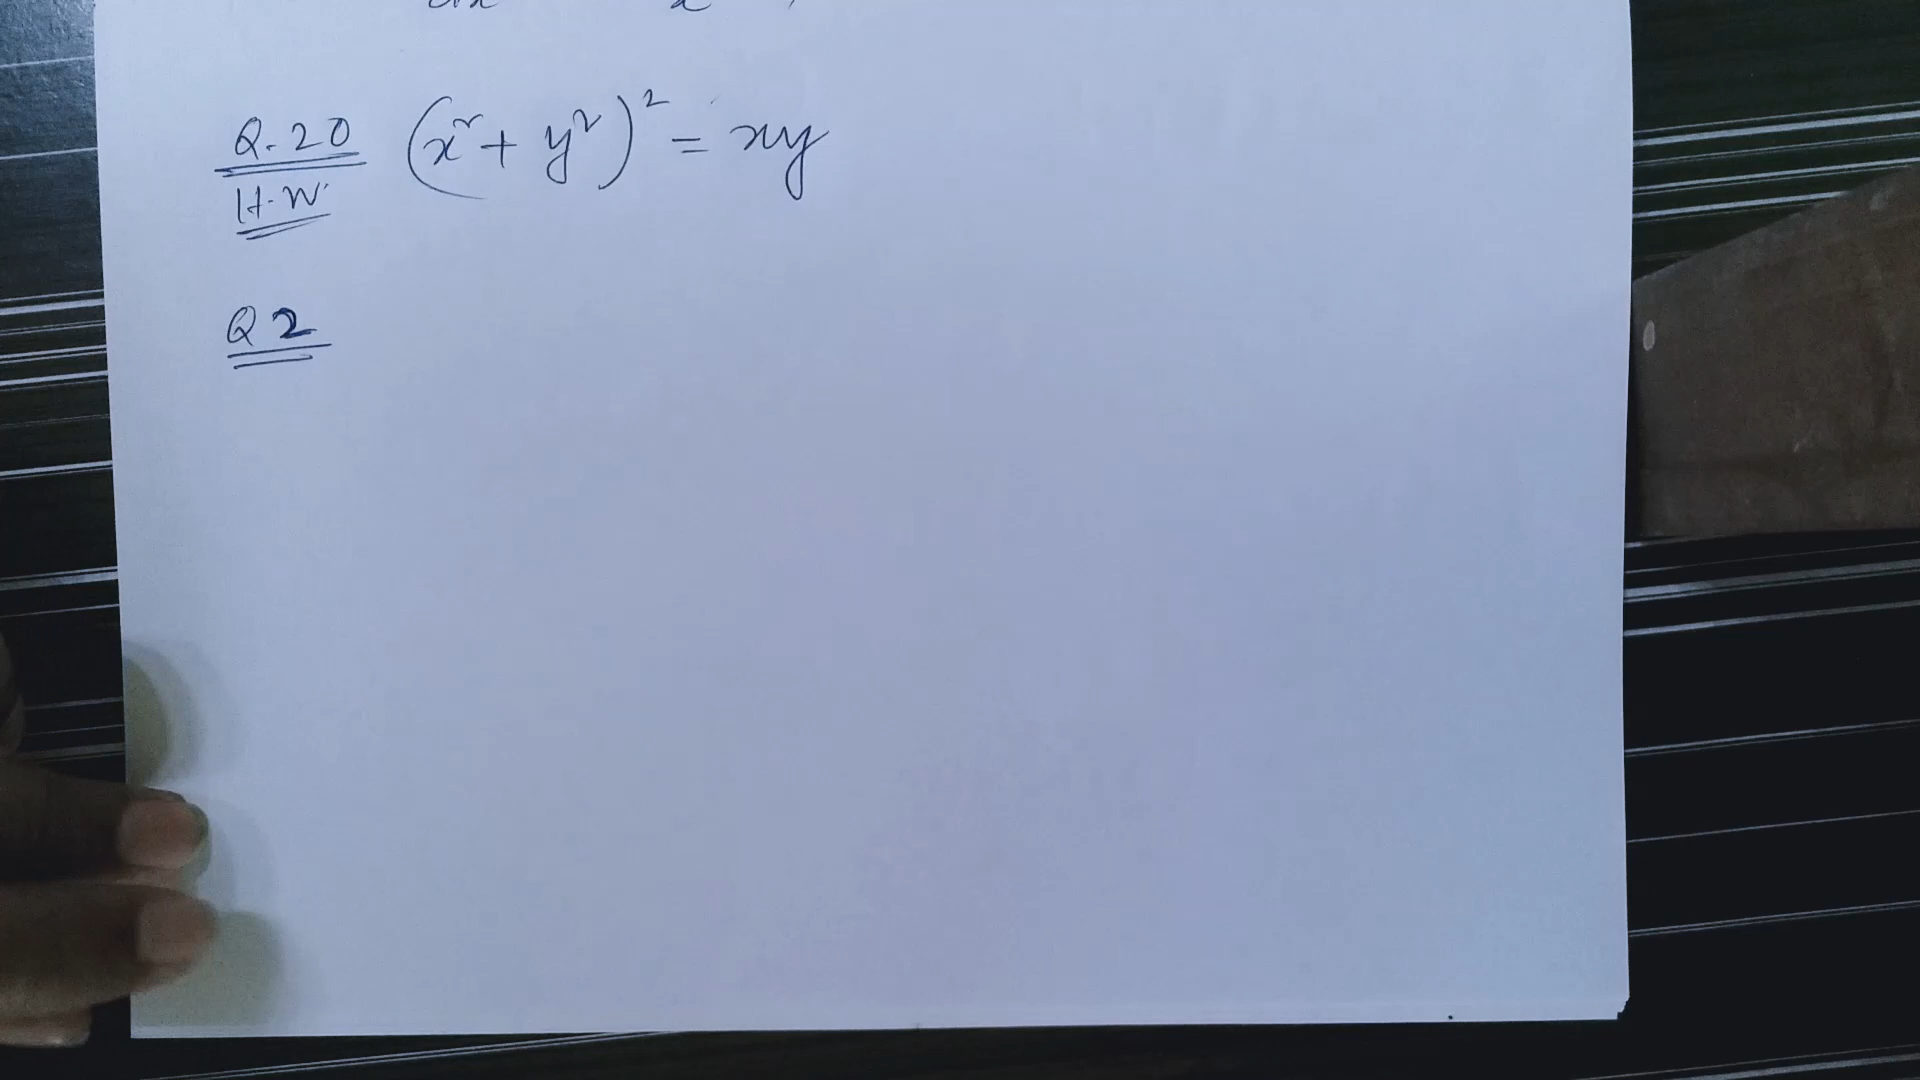 Q.20 (x²+ y²)² = xy
H.W.
Q 2